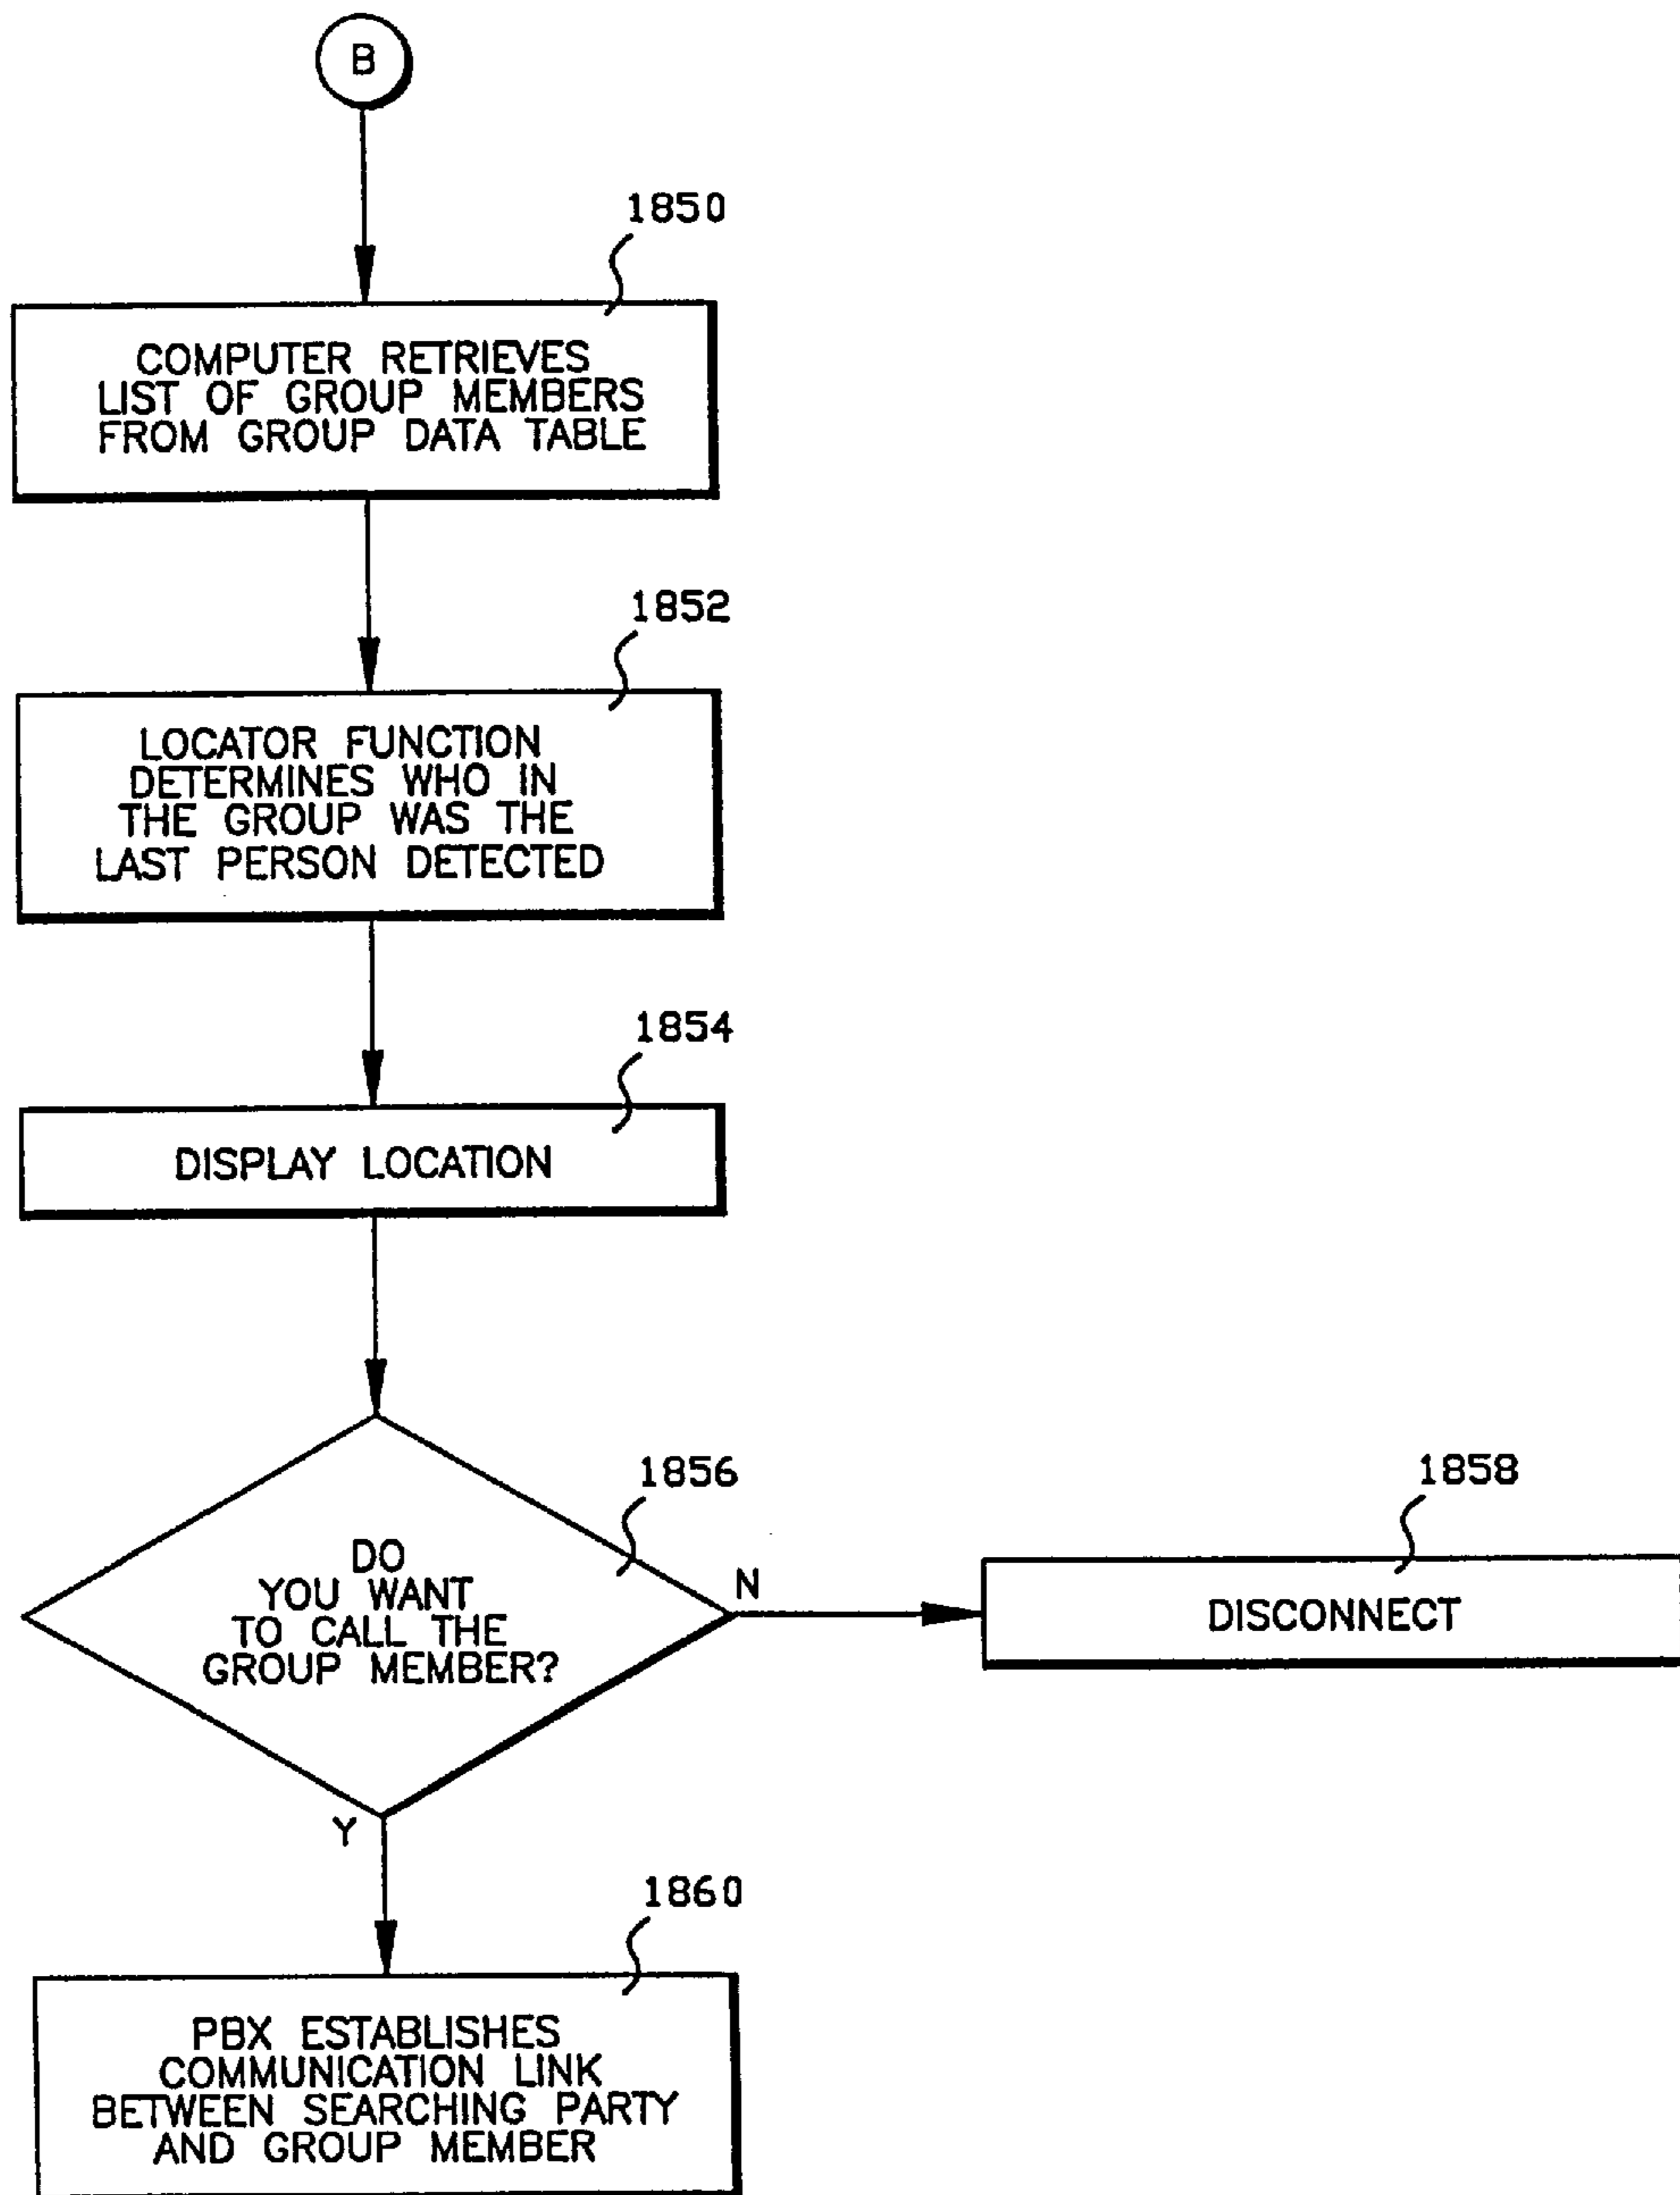 B
1850
COMPUTER RETRIEVES
LIST OF GROUP MEMBERS
FROM GROUP DATA TABLE
1852
LOCATOR FUNCTION
DETERMINES WHO IN
THE GROUP WAS THE
LAST PERSON DETECTED
1854
DISPLAY LOCATION
1856
DO
YOU WANT
TO CALL THE
GROUP MEMBER?
N
1858
DISCONNECT
Y
1860
PBX ESTABLISHES
COMMUNICATION LINK
BETWEEN SEARCHING PARTY
AND GROUP MEMBER